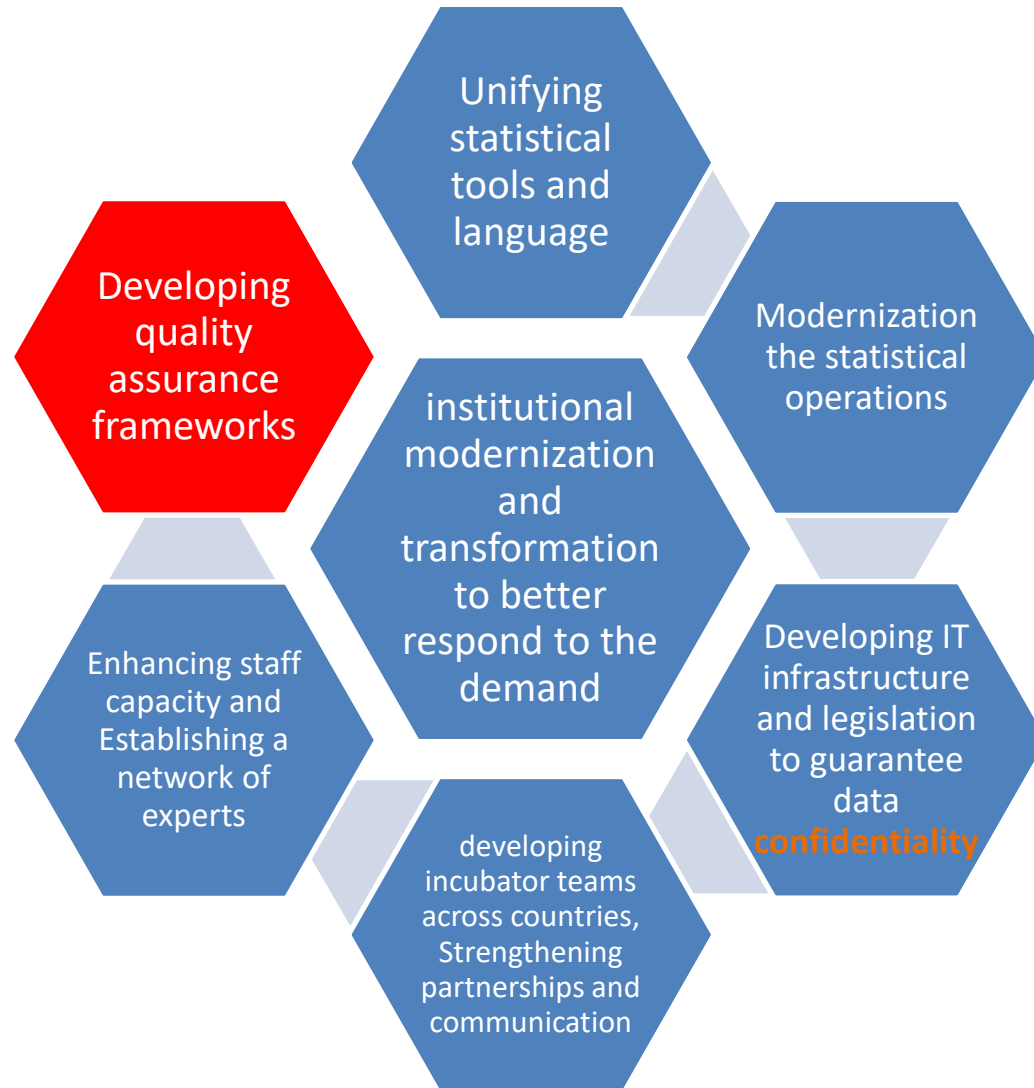 Unifying
statistical
tools and
language
Modernization
the statistical
operations
Developing IT
infrastructure
and legislation
to guarantee
data
confidentiality
developing
incubator teams
across countries,
Strengthening
partnerships and
communication
Enhancing staff
capacity and
Establishing a
network of
experts
Developing
quality
assurance
frameworks
institutional
modernization
and
transformation
to better
respond to the
demand